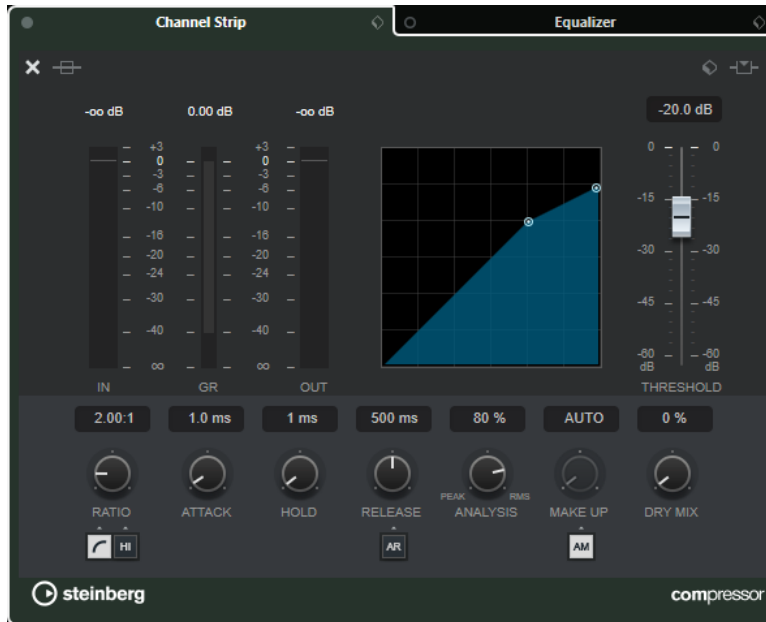 Channel Strip Equalizer
-oo dB 0.00 dB -oo dB -20.0 dB
+3 +3
0 0 0 0
-3 -3
-6 -6
-10 -10 -15 -15
-16 -16
-20 -20 -30 -30
-24 -24
-30 -30 -45 -45
-40 -40
∞ ∞ -60 -60
dB dB
IN GR OUT THRESHOLD
2.00:1 1.0 ms 1 ms 500 ms 80 % AUTO 0 %
PEAK RMS
RATIO ATTACK HOLD RELEASE ANALYSIS MAKE UP DRY MIX
HI AR AM
steinberg compressor